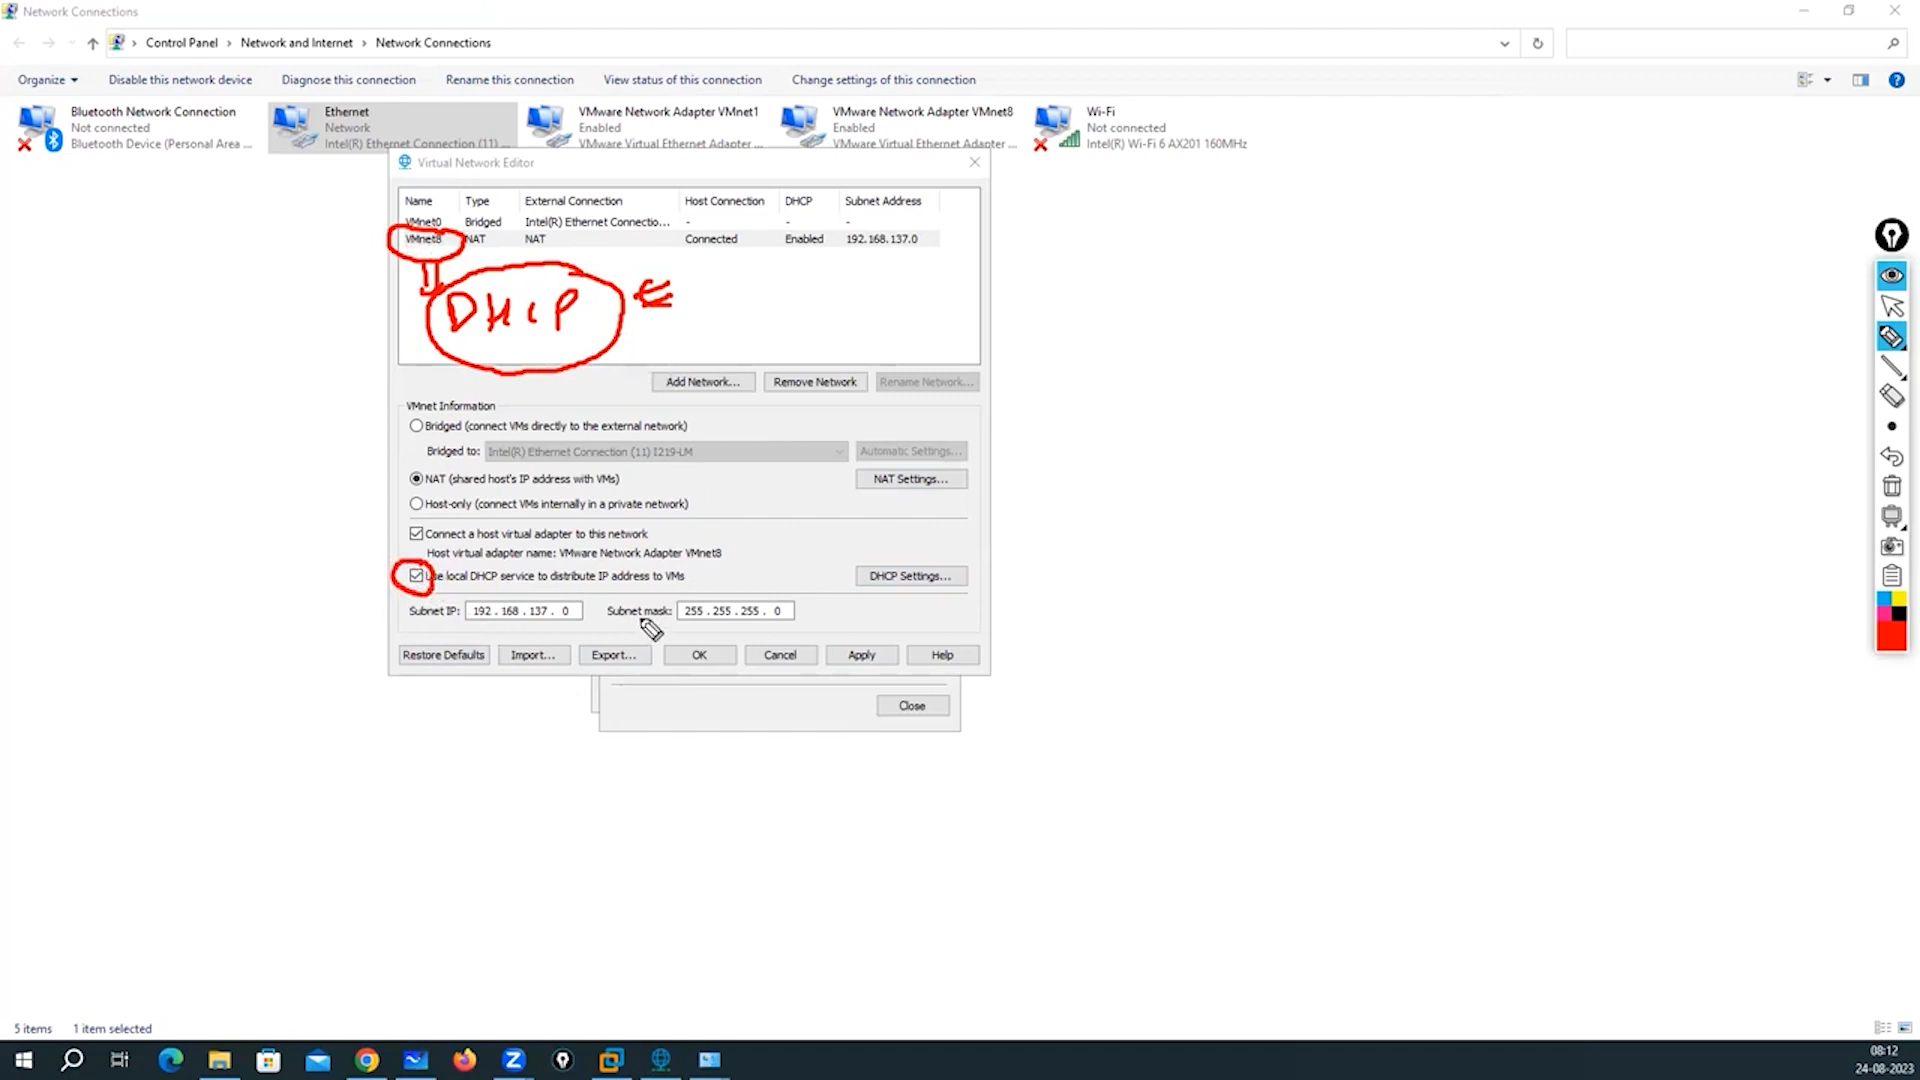 Network Connections
Control Panel > Network and Internet > Network Connections
Organize Disable this network device Diagnose this connection Rename this connection View status of this connection Change settings of this connection
Bluetooth Network Connection
Not connected
Bluetooth Device (Personal Area ...
Ethernet
Network
Intel(R) Ethernet Connection (11) ...
VMware Network Adapter VMnet1
Enabled
VMware Virtual Ethernet Adapter ...
VMware Network Adapter VMnet8
Enabled
VMware Virtual Ethernet Adapter ...
Wi-Fi
Not connected
Intel(R) Wi-Fi 6 AX201 160MHz
Virtual Network Editor
Name Type External Connection Host Connection DHCP Subnet Address
VMnet0 Bridged Intel(R) Ethernet Connectio... - - -
VMnet8 NAT NAT Connected Enabled 192.168.137.0
DHCP
Add Network... Remove Network Rename Network...
VMnet Information
Bridged (connect VMs directly to the external network)
Bridged to: Intel(R) Ethernet Connection (11) I219-LM Automatic Settings...
NAT (shared host's IP address with VMs) NAT Settings...
Host-only (connect VMs internally in a private network)
Connect a host virtual adapter to this network
Host virtual adapter name: VMware Network Adapter VMnet8
Use local DHCP service to distribute IP address to VMs DHCP Settings...
Subnet IP: 192 . 168 . 137 . 0 Subnet mask: 255 . 255 . 255 . 0
Restore Defaults Import... Export... OK Cancel Apply Help
Close
5 items 1 item selected
08:12
24-08-2023